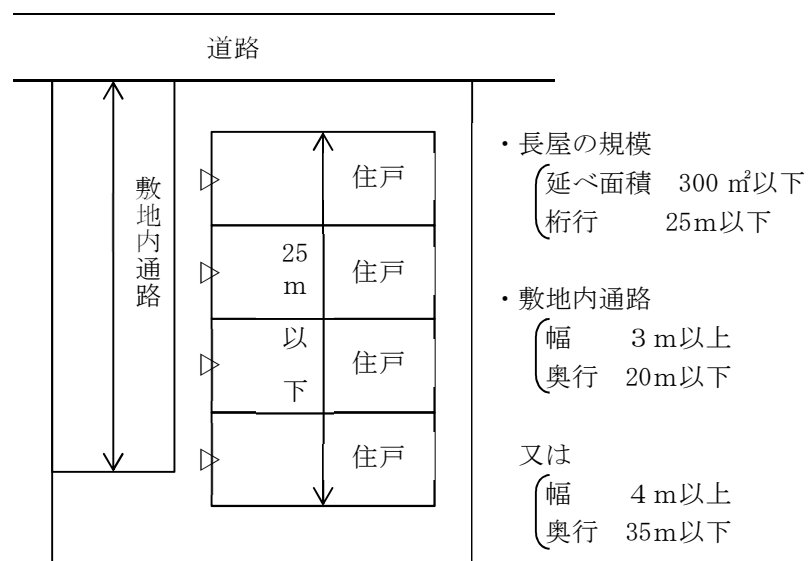 道路
敷地内通路
住戸
住戸
住戸
住戸
25
m
以
下
・長屋の規模
延べ面積 300 ㎡以下
桁行 25m以下
・敷地内通路
幅 3m以上
奥行 20m以下
又は
幅 4m以上
奥行 35m以下